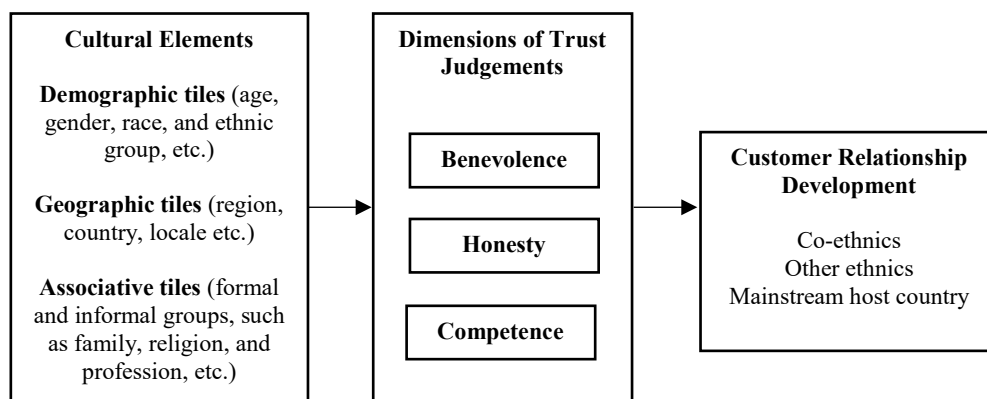 Cultural Elements
Demographic tiles (age,
gender, race, and ethnic
group, etc.)
Geographic tiles (region,
country, locale etc.)
Associative tiles (formal
and informal groups, such
as family, religion, and
profession, etc.)
Dimensions of Trust
Judgements
Benevolence
Honesty
Competence
Customer Relationship
Development
Co-ethnics
Other ethnics
Mainstream host country